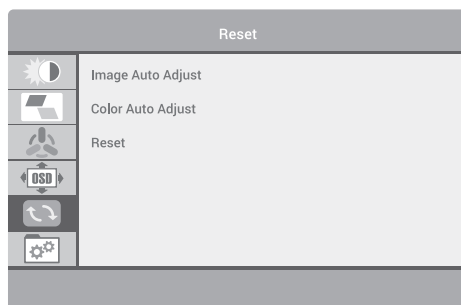 Reset
Image Auto Adjust
Color Auto Adjust
Reset
OSD